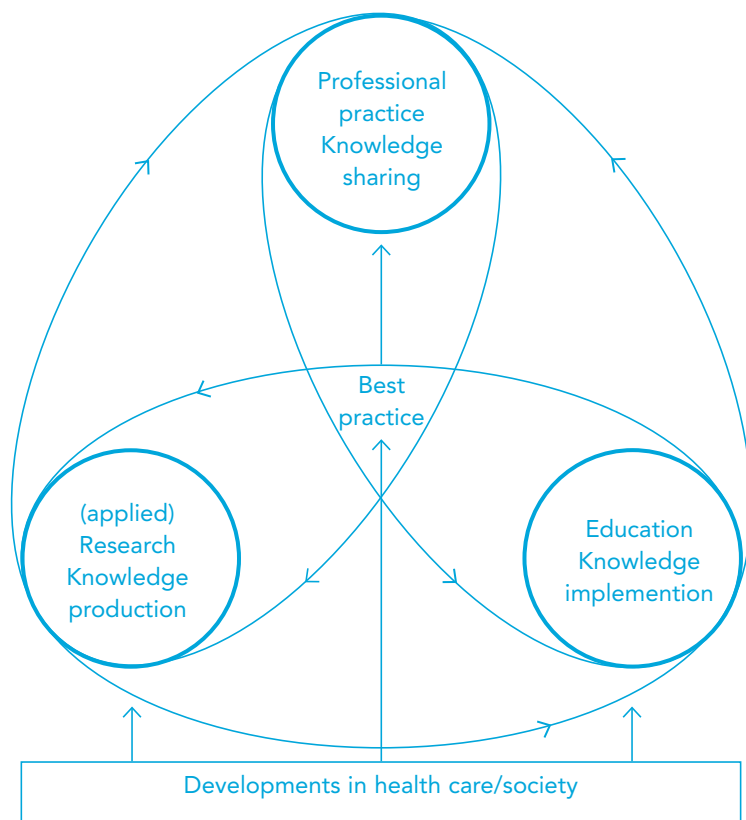 Professional
practice
Knowledge
sharing
Best
practice
(applied)
Research
Knowledge
production
Education
Knowledge
implemention
Developments in health care/society